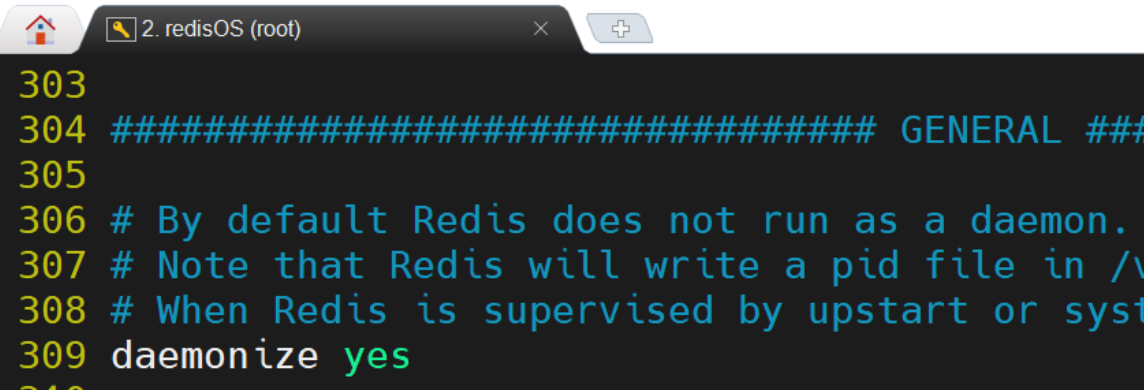 2. redisOS (root)
303
304 ################################# GENERAL ###
305
306 # By default Redis does not run as a daemon.
307 # Note that Redis will write a pid file in /v
308 # When Redis is supervised by upstart or syst
309 daemonize yes